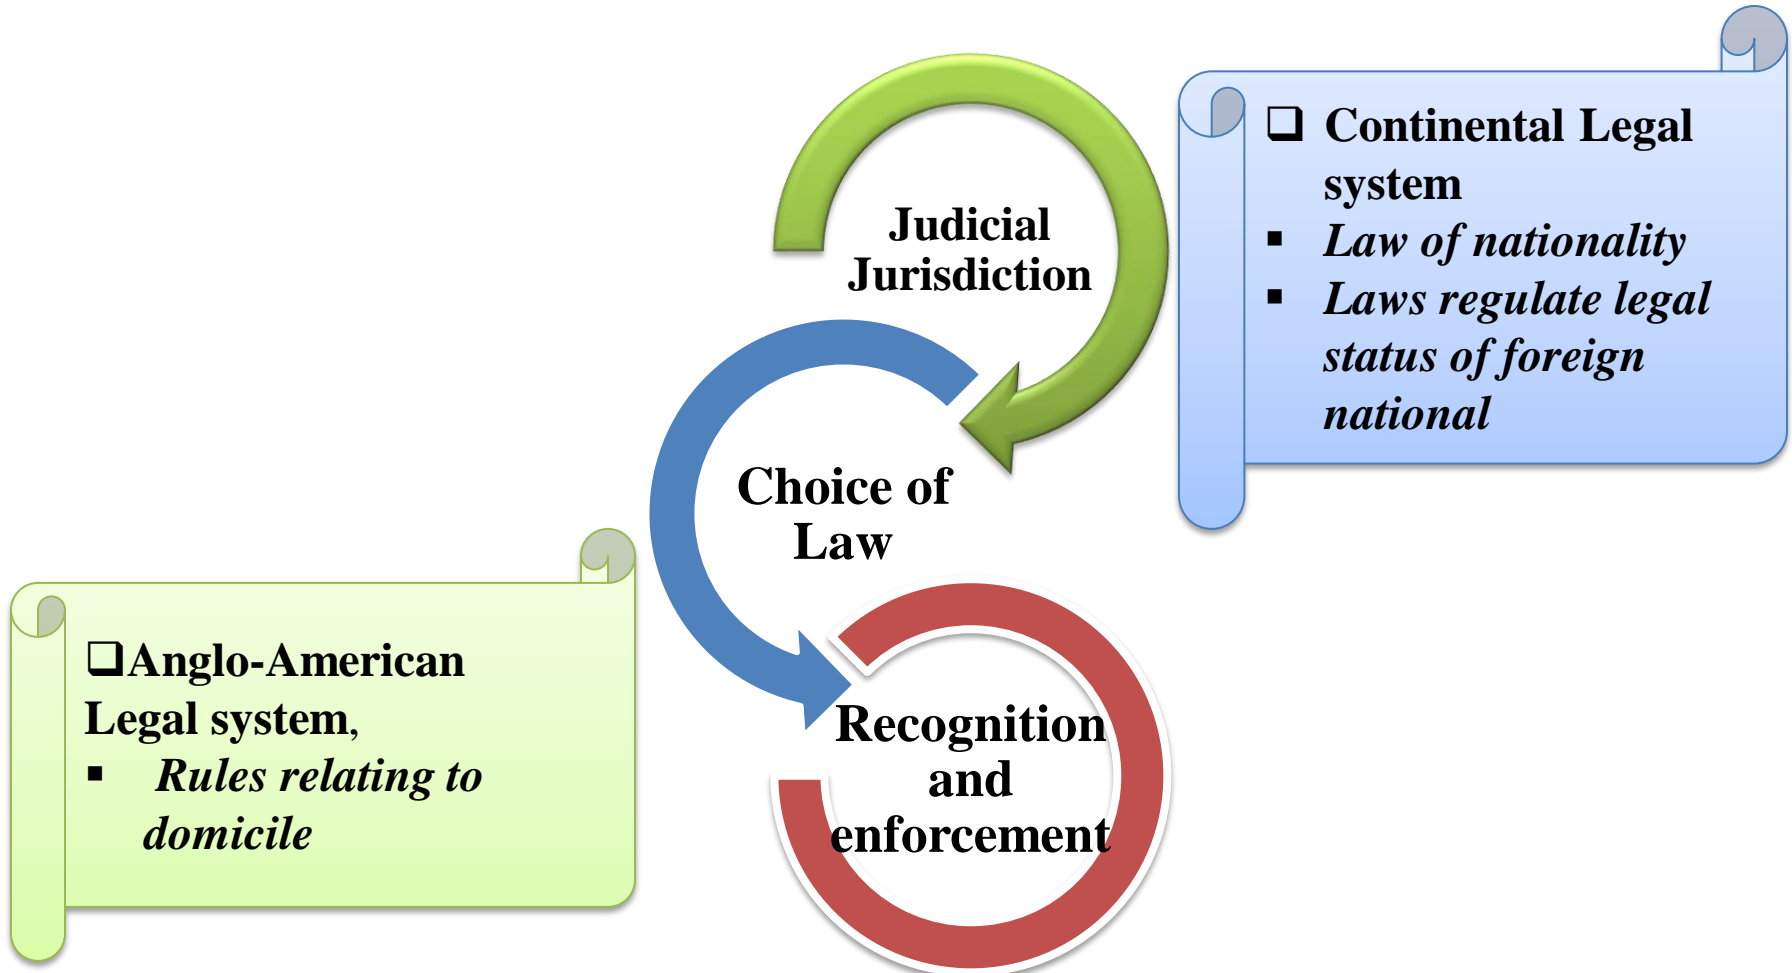 Judicial
Jurisdiction
Choice of
Law
Recognition
and
enforcement
❑ Continental Legal
system
▪ Law of nationality
▪ Laws regulate legal
status of foreign
national
❑Anglo-American
Legal system,
▪ Rules relating to
domicile